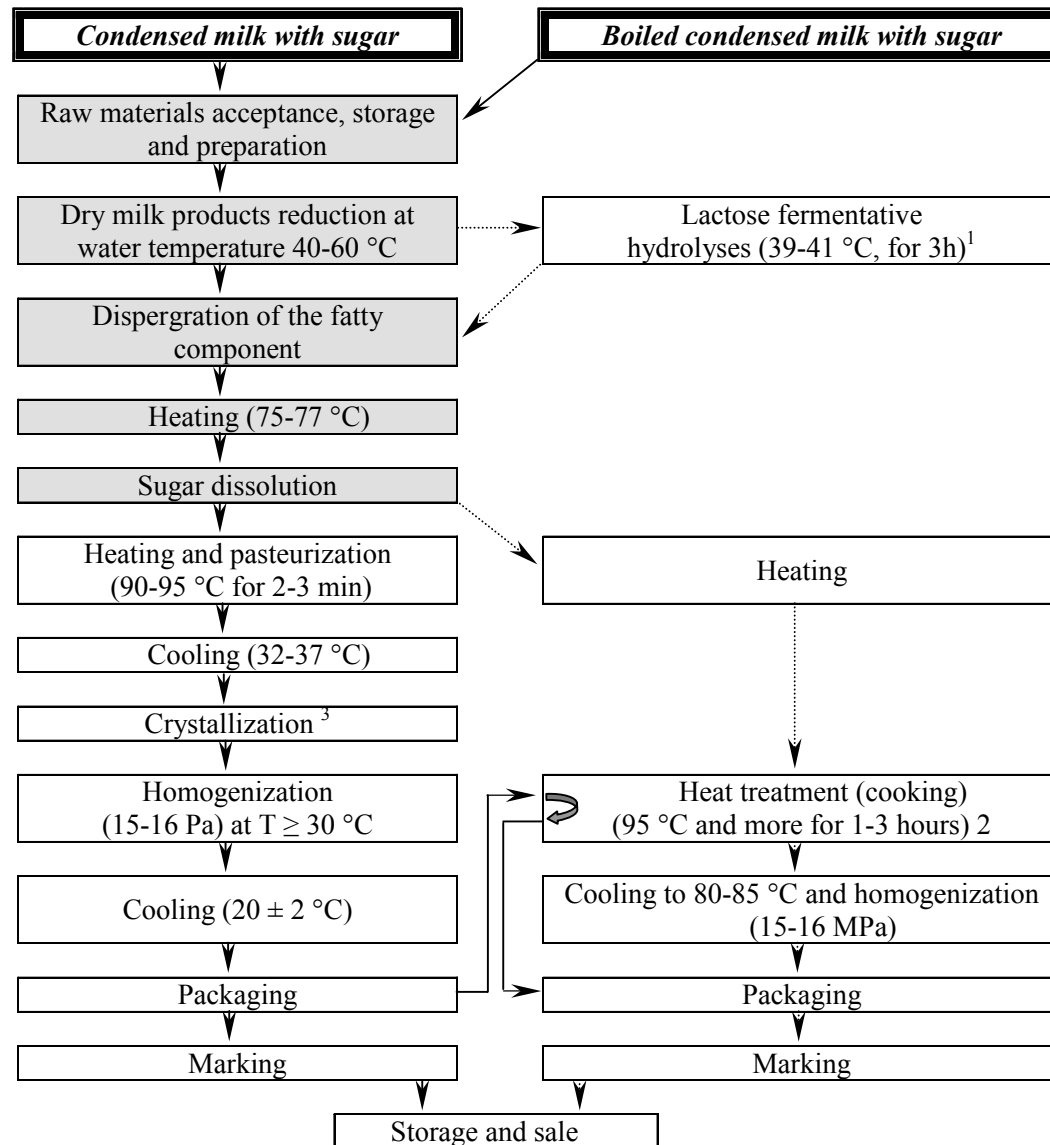 Condensed milk with sugar
Boiled condensed milk with sugar
Raw materials acceptance, storage
and preparation
Dry milk products reduction at
water temperature 40-60 °C
Lactose fermentative
hydrolyses (39-41 °C, for 3h)1
Dispergration of the fatty
component
Heating (75-77 °C)
Sugar dissolution
Heating and pasteurization
(90-95 °C for 2-3 min)
Heating
Cooling (32-37 °C)
Crystallization 3
Homogenization
(15-16 Pa) at T ≥ 30 °C
Heat treatment (cooking)
(95 °C and more for 1-3 hours) 2
Cooling (20 ± 2 °C)
Cooling to 80-85 °C and homogenization
(15-16 MPa)
Packaging
Packaging
Marking
Marking
Storage and sale